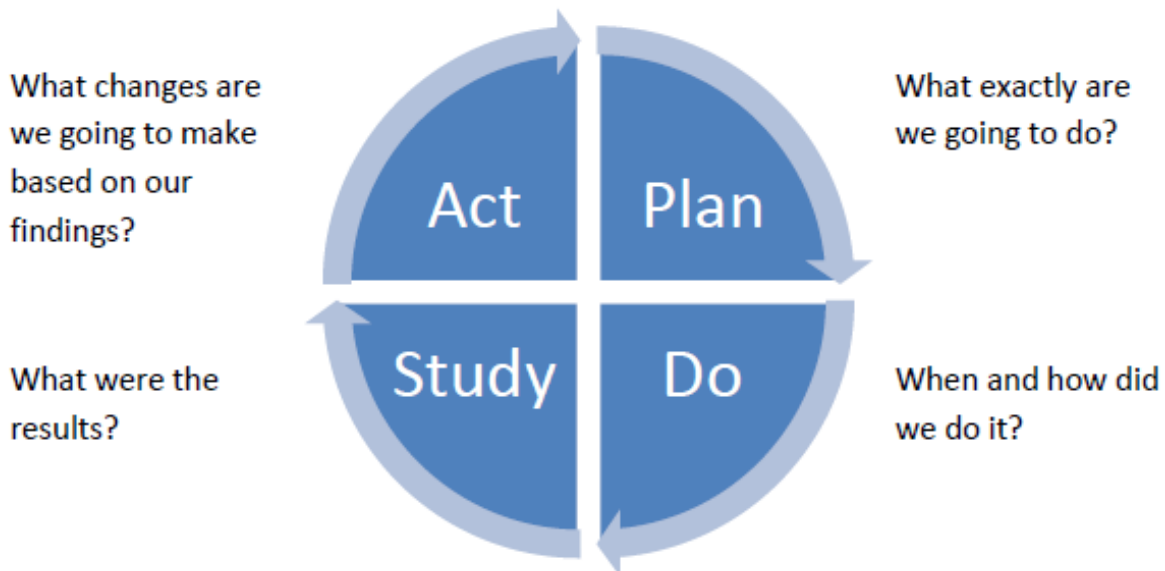 What changes are
we going to make
based on our
findings?
Act
Plan
What exactly are
we going to do?
What were the
results?
Study
Do
When and how did
we do it?